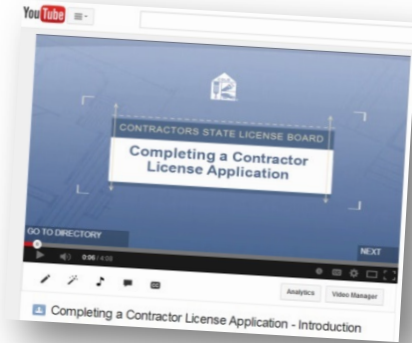 YouTube
CONTRACTORS STATE LICENSE BOARD
Completing a Contractor
License Application
GO TO DIRECTORY
NEXT
0:06 / 4:58
Analytics
Video Manager
Completing a Contractor License Application - Introduction